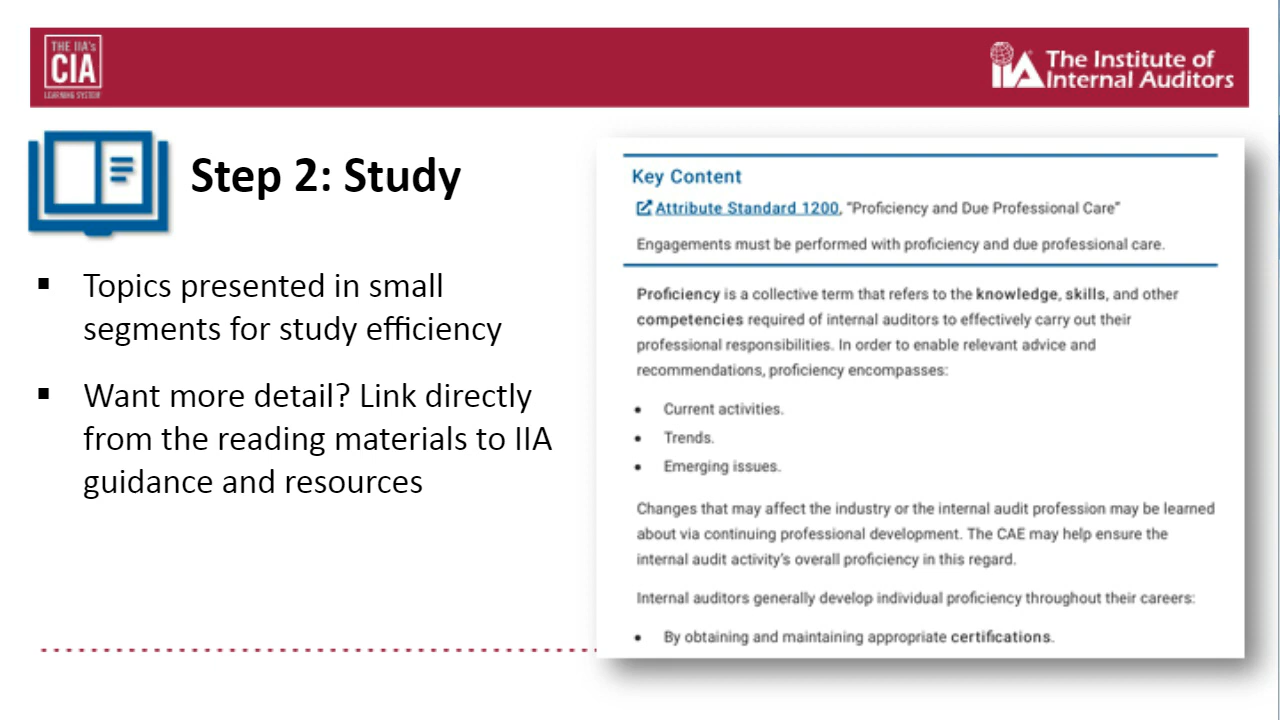 THE IIA's
CIA
LEARNING SYSTEM
IIA The Institute of
Internal Auditors
Step 2: Study
▪ Topics presented in small
segments for study efficiency
▪ Want more detail? Link directly
from the reading materials to IIA
guidance and resources
Key Content
Attribute Standard 1200, “Proficiency and Due Professional Care”
Engagements must be performed with proficiency and due professional care.
Proficiency is a collective term that refers to the knowledge, skills, and other
competencies required of internal auditors to effectively carry out their
professional responsibilities. In order to enable relevant advice and
recommendations, proficiency encompasses:
• Current activities.
• Trends.
• Emerging issues.
Changes that may affect the industry or the internal audit profession may be learned
about via continuing professional development. The CAE may help ensure the
internal audit activity’s overall proficiency in this regard.
Internal auditors generally develop individual proficiency throughout their careers:
• By obtaining and maintaining appropriate certifications.